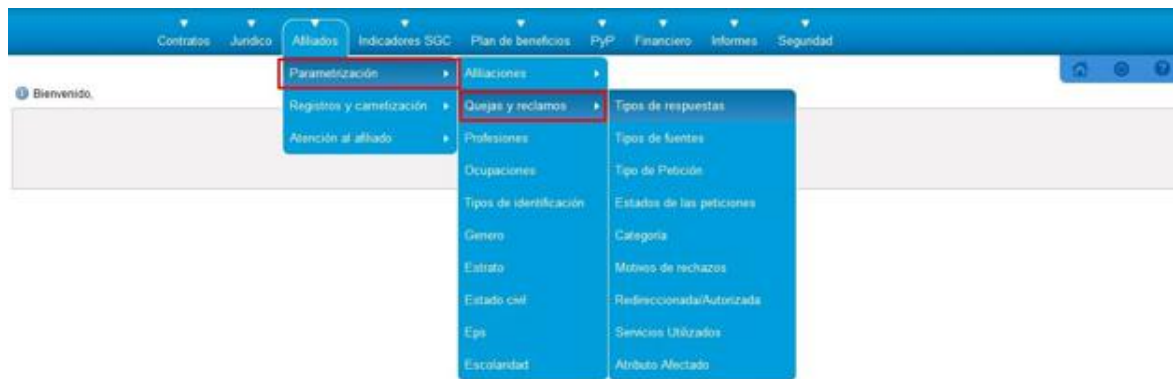 Contratos Juridico Afiliados Indicadores SGC Plan de beneficios PyP Financiero Informes Seguridad
Bienvenido,
Parametrización
Registros y carnetización
Atención al afiliado
Afiliaciones
Quejas y reclamos
Profesiones
Ocupaciones
Tipos de identificación
Genero
Estrato
Estado civil
Eps
Escolaridad
Tipos de respuestas
Tipos de fuentes
Tipo de Petición
Estados de las peticiones
Categoria
Motivos de rechazos
Redireccionada/Autorizada
Servicios Utilizados
Atributo Afectado